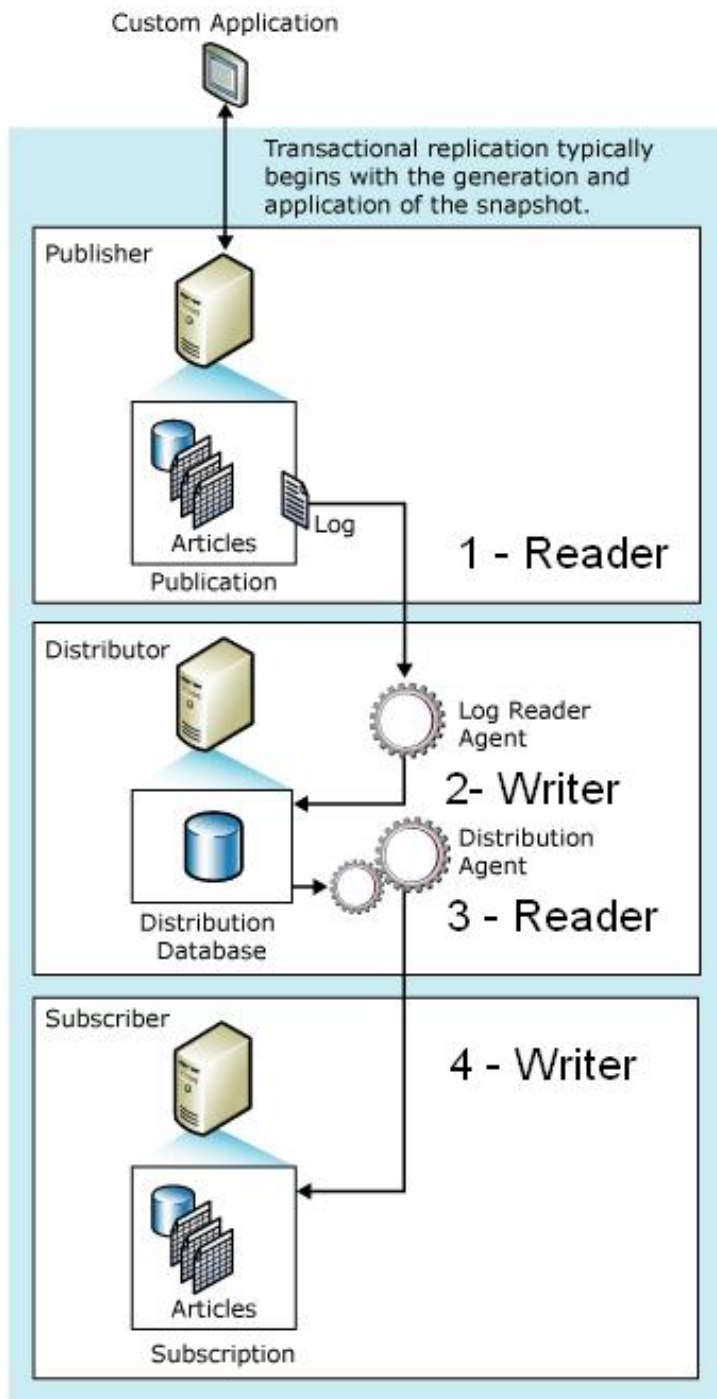 Custom Application
Transactional replication typically
begins with the generation and
application of the snapshot.
Publisher
Log
Articles
Publication
1 - Reader
Distributor
Log Reader
Agent
2- Writer
Distribution
Agent
3 - Reader
Distribution
Database
Subscriber
4 - Writer
Articles
Subscription